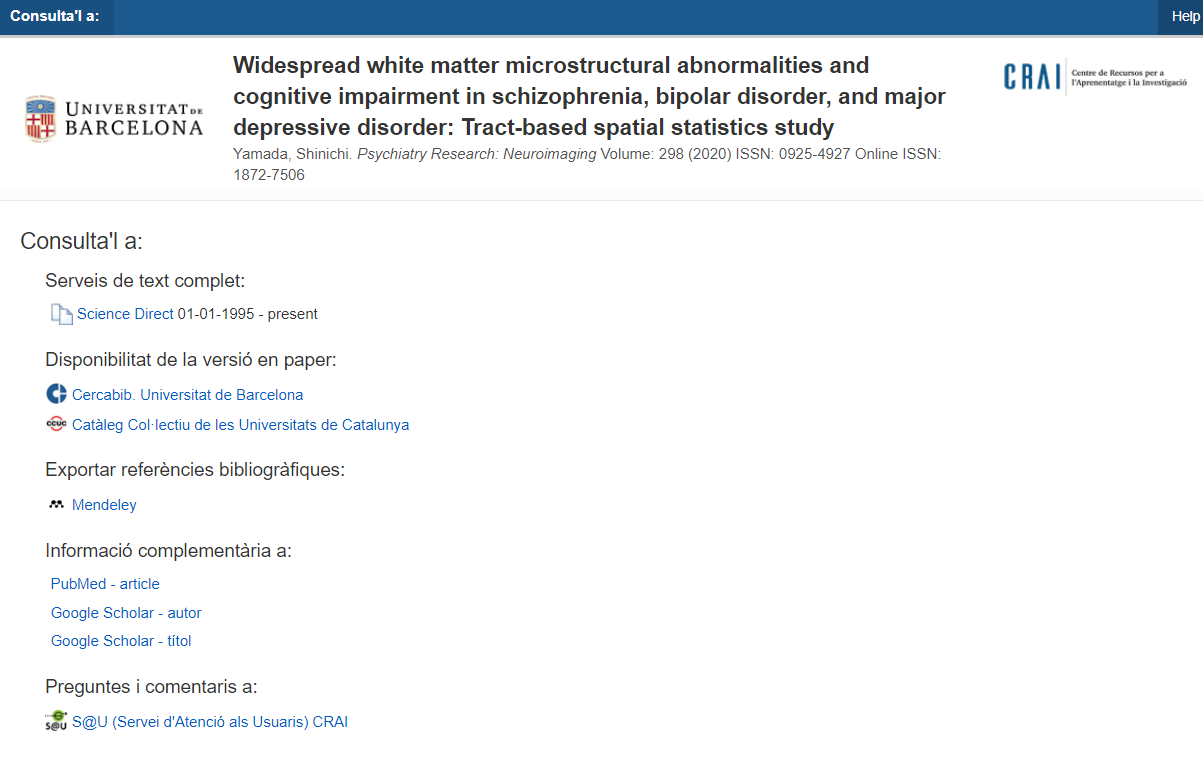 Consulta'l a:
Help
Widespread white matter microstructural abnormalities and
cognitive impairment in schizophrenia, bipolar disorder, and major
depressive disorder: Tract-based spatial statistics study
Yamada, Shinichi. Psychiatry Research: Neuroimaging Volume: 298 (2020) ISSN: 0925-4927 Online ISSN:
1872-7506
UNIVERSITAT DE
BARCELONA
CRAI
Centre de Recursos per a
l'Aprenentatge i la Investigació
Consulta'l a:
Serveis de text complet:
Science Direct 01-01-1995 - present
Disponibilitat de la versió en paper:
Cercabib. Universitat de Barcelona
ccuc Catàleg Col·lectiu de les Universitats de Catalunya
Exportar referències bibliogràfiques:
Mendeley
Informació complementària a:
PubMed - article
Google Scholar - autor
Google Scholar - títol
Preguntes i comentaris a:
S@U S@U (Servei d'Atenció als Usuaris) CRAI